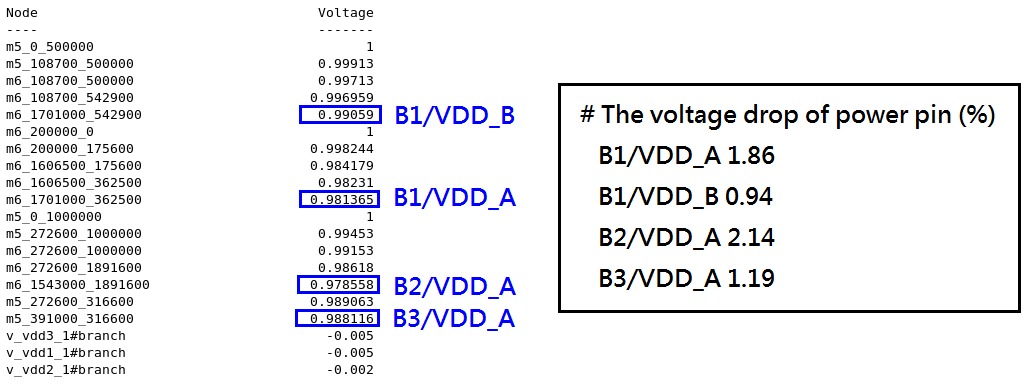 Node Voltage
---- -------
m5_0_500000 1
m5_108700_500000 0.99913
m6_108700_500000 0.99713
m6_108700_542900 0.996959
m6_1701000_542900 0.99059 B1/VDD_B
m6_200000_0 1
m6_200000_175600 0.998244
m6_1606500_175600 0.984179
m6_1606500_362500 0.98231
m6_1701000_362500 0.981365 B1/VDD_A
m5_0_1000000 1
m5_272600_1000000 0.99453
m6_272600_1000000 0.99153
m6_272600_1891600 0.98618
m6_1543000_1891600 0.978558 B2/VDD_A
m5_272600_316600 0.989063
m5_391000_316600 0.988116 B3/VDD_A
v_vdd3_1#branch -0.005
v_vdd1_1#branch -0.005
v_vdd2_1#branch -0.002
# The voltage drop of power pin (%)
B1/VDD_A 1.86
B1/VDD_B 0.94
B2/VDD_A 2.14
B3/VDD_A 1.19